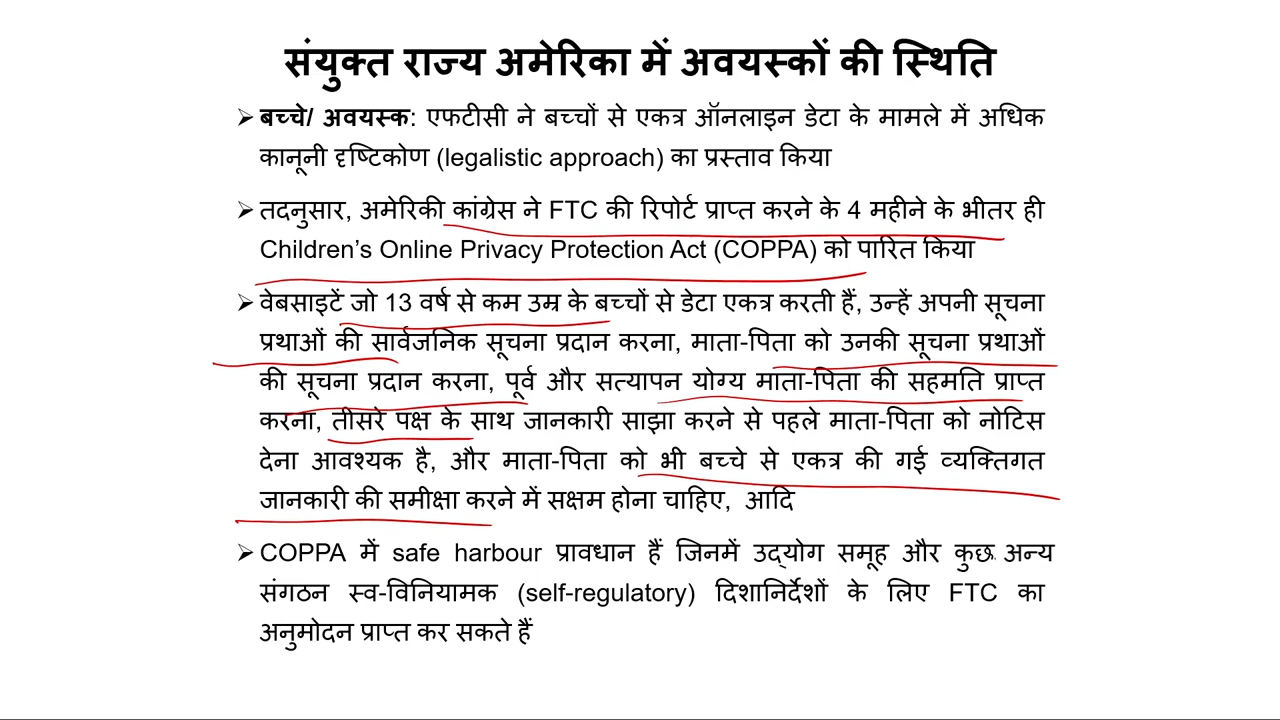 संयुक्त राज्य अमेरिका में अवयस्कों की स्थिति
➢ बच्चे/ अवयस्क: एफटीसी ने बच्चों से एकत्र ऑनलाइन डेटा के मामले में अधिक
कानूनी दृष्टिकोण (legalistic approach) का प्रस्ताव किया
➢ तदनुसार, अमेरिकी कांग्रेस ने FTC की रिपोर्ट प्राप्त करने के 4 महीने के भीतर ही
Children’s Online Privacy Protection Act (COPPA) को पारित किया
➢ वेबसाइटें जो 13 वर्ष से कम उम्र के बच्चों से डेटा एकत्र करती हैं, उन्हें अपनी सूचना
प्रथाओं की सार्वजनिक सूचना प्रदान करना, माता-पिता को उनकी सूचना प्रथाओं
की सूचना प्रदान करना, पूर्व और सत्यापन योग्य माता-पिता की सहमति प्राप्त
करना, तीसरे पक्ष के साथ जानकारी साझा करने से पहले माता-पिता को नोटिस
देना आवश्यक है, और माता-पिता को भी बच्चे से एकत्र की गई व्यक्तिगत
जानकारी की समीक्षा करने में सक्षम होना चाहिए, आदि
➢ COPPA में safe harbour प्रावधान हैं जिनमें उद्योग समूह और कुछ अन्य
संगठन स्व-विनियामक (self-regulatory) दिशानिर्देशों के लिए FTC का
अनुमोदन प्राप्त कर सकते हैं